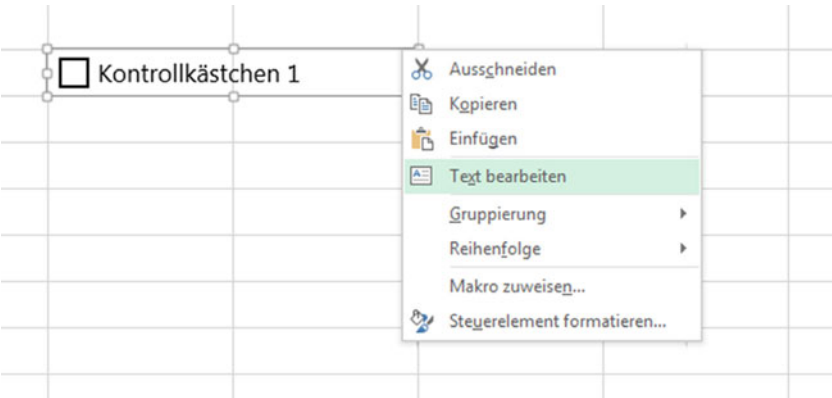 Kontrollkästchen 1
Ausschneiden
Kopieren
Einfügen
Text bearbeiten
Gruppierung
Reihenfolge
Makro zuweisen...
Steuerelement formatieren...